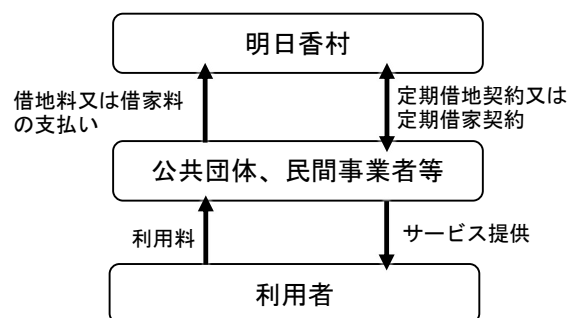 明日香村
借地料又は借家料
の支払い
定期借地契約又は
定期借家契約
公共団体、民間事業者等
利用料
サービス提供
利用者